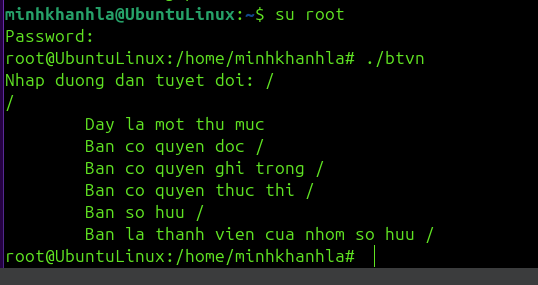 minhkhanhla@UbuntuLinux:~$ su root
Password:
root@UbuntuLinux:/home/minhkhanhla# ./btvn
Nhap duong dan tuyet doi: /
/
Day la mot thu muc
Ban co quyen doc /
Ban co quyen ghi trong /
Ban co quyen thuc thi /
Ban so huu /
Ban la thanh vien cua nhom so huu /
root@UbuntuLinux:/home/minhkhanhla#